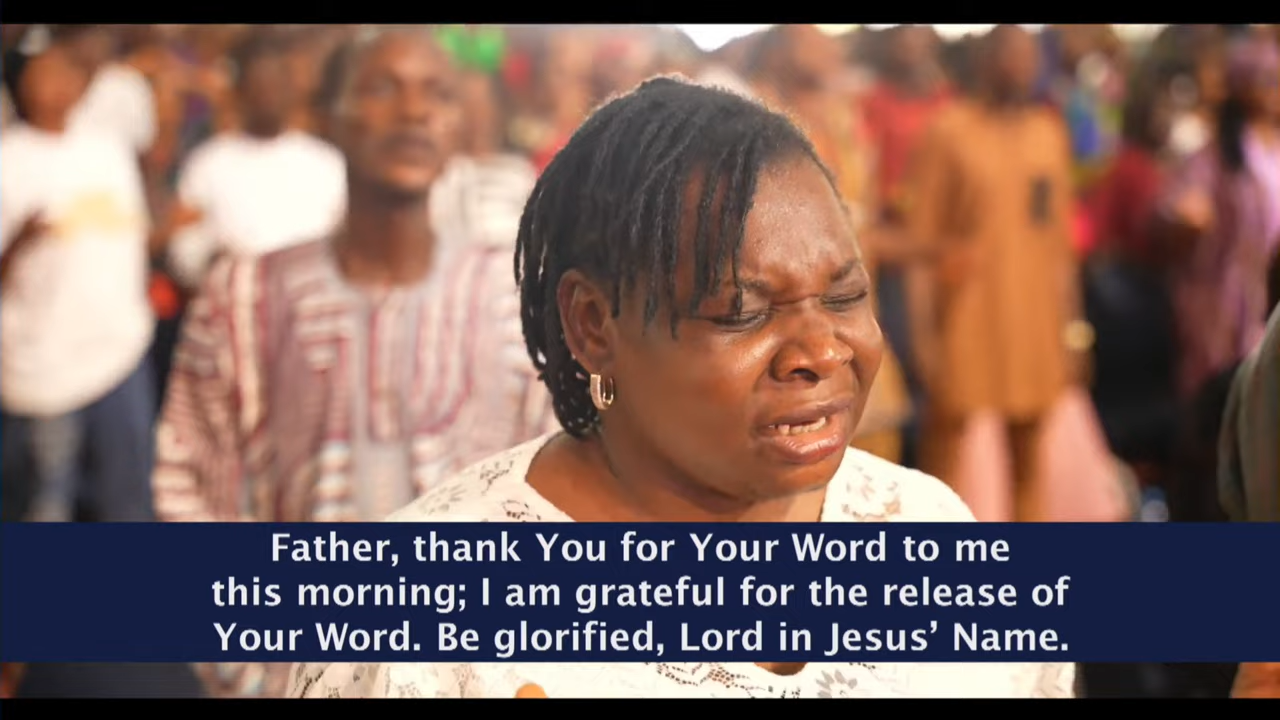 Father, thank You for Your Word to me
this morning; I am grateful for the release of
Your Word. Be glorified, Lord in Jesus’ Name.